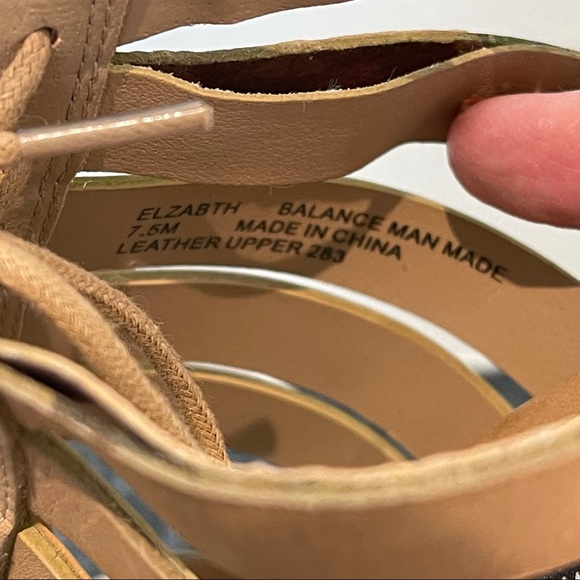 ELZABTH BALANCE MAN MADE
7.5M MADE IN CHINA
LEATHER UPPER 283